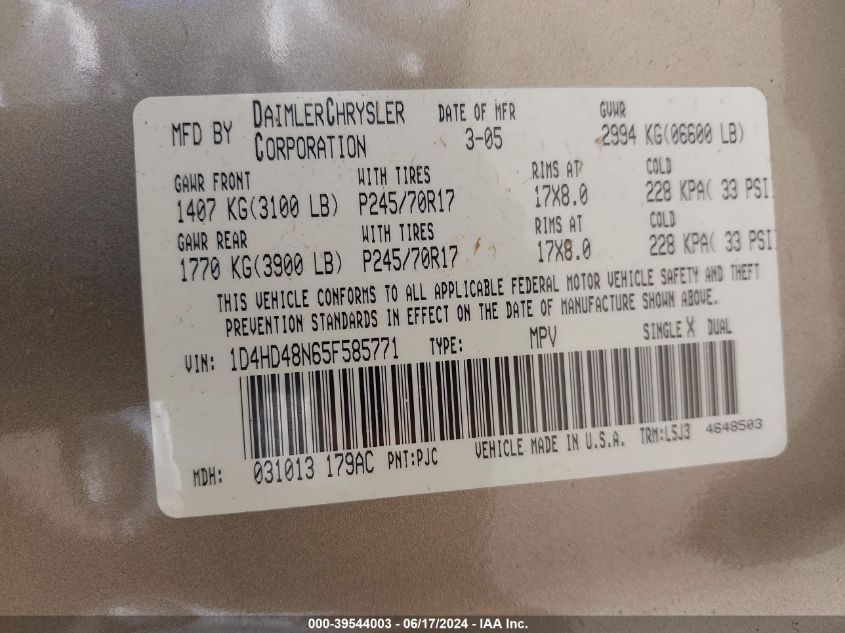 MFD BY DAIMLERCHRYSLER CORPORATION DATE OF MFR 3-05 GVWR 2994 KG(06600 LB)
GAWR FRONT WITH TIRES RIMS AT COLD
1407 KG(3100 LB) P245/70R17 17X8.0 228 KPA( 33 PSI
GAWR REAR WITH TIRES RIMS AT COLD
1770 KG(3900 LB) P245/70R17 17X8.0 228 KPA( 33 PSI
THIS VEHICLE CONFORMS TO ALL APPLICABLE FEDERAL MOTOR VEHICLE SAFETY AND THEFT
PREVENTION STANDARDS IN EFFECT ON THE DATE OF MANUFACTURE SHOWN ABOVE.
VIN: 1D4HD48N65F585771 TYPE: MPV SINGLE X DUAL
MDH: 031013 179AC PNT:PJC VEHICLE MADE IN U.S.A. TRM:L5J3 4648503
000-39544003 - 06/17/2024 - IAA Inc.